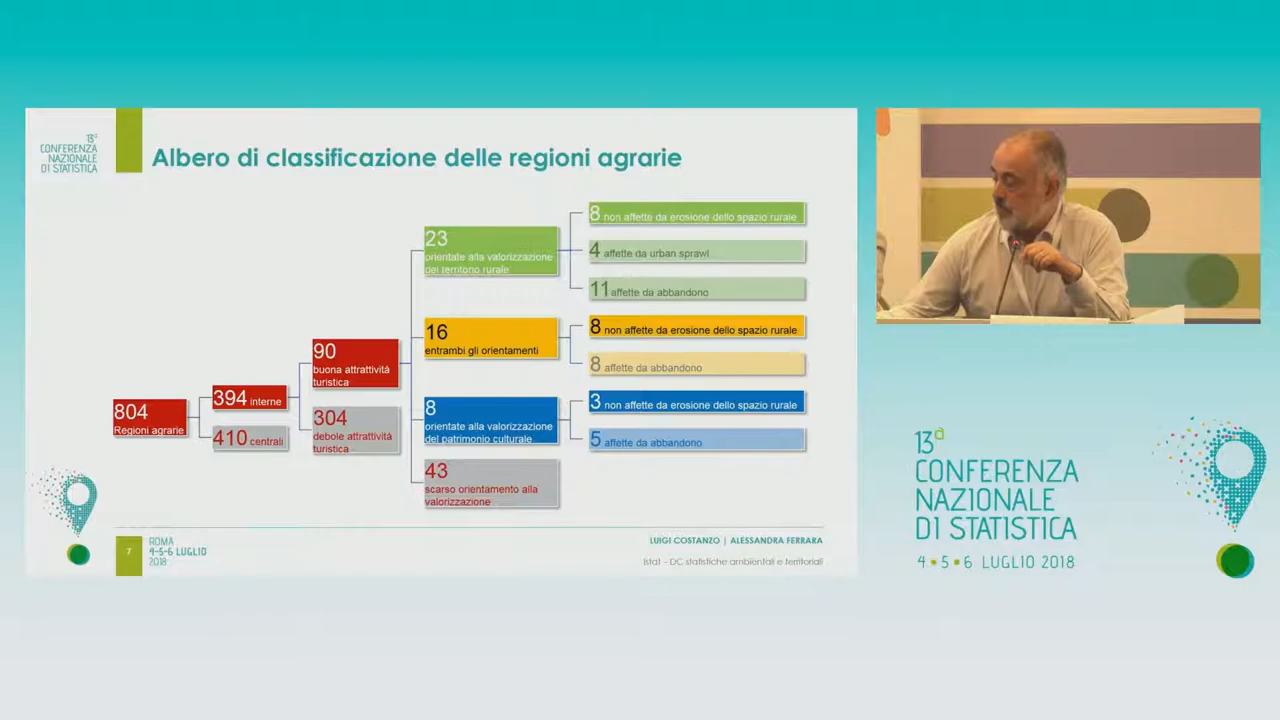 13ª
CONFERENZA
NAZIONALE
DI STATISTICA
Albero di classificazione delle regioni agrarie
804
Regioni agrarie
394 interne
410 centrali
90
buona attrattività
turistica
304
debole attrattività
turistica
23
orientate alla valorizzazione
del territorio rurale
16
entrambi gli orientamenti
8
orientate alla valorizzazione
del patrimonio culturale
43
scarso orientamento alla
valorizzazione
8 non affette da erosione dello spazio rurale
4 affette da urban sprawl
11 affette da abbandono
8 non affette da erosione dello spazio rurale
8 affette da abbandono
3 non affette da erosione dello spazio rurale
5 affette da abbandono
7
ROMA
4-5-6 LUGLIO
2018
LUIGI COSTANZO | ALESSANDRA FERRARA
Istat – DC statistiche ambientali e territoriali
13ª
CONFERENZA
NAZIONALE
DI STATISTICA
4 • 5 • 6 LUGLIO 2018